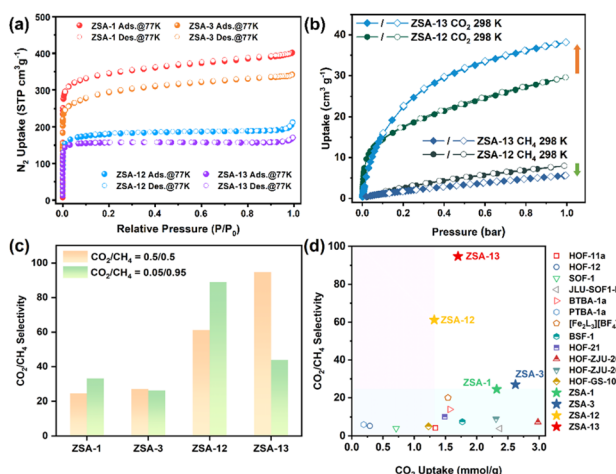 (a)
ZSA-1 Ads.@77K
ZSA-3 Ads.@77K
ZSA-1 Des.@77K
ZSA-3 Des.@77K
N2 Uptake (STP cm3g-1)
500
400
300
200
100
0
ZSA-12 Ads.@77K
ZSA-13 Ads.@77K
ZSA-12 Des.@77K
ZSA-13 Des.@77K
0.0 0.2 0.4 0.6 0.8 1.0
Relative Pressure (P/P0)
(b)
/ ZSA-13 CO2 298 K
/ ZSA-12 CO2 298 K
Uptake (cm3 g-1)
40
30
20
10
0
/ ZSA-13 CH4 298 K
/ ZSA-12 CH4 298 K
0.0 0.2 0.4 0.6 0.8 1.0
Pressure (bar)
(c)
CO2/CH4 = 0.5/0.5
CO2/CH4 = 0.05/0.95
CO2/CH4 Selectivity
100
80
60
40
20
0
ZSA-1 ZSA-3 ZSA-12 ZSA-13
(d)
CO2/CH4 Selectivity
100
80
60
40
20
0
ZSA-13
ZSA-12
ZSA-1
ZSA-3
0.0 0.5 1.0 1.5 2.0 2.5 3.0
CO2 Uptake (mmol/g)
HOF-11a
HOF-12
SOF-1
BTBA-1a
PTBA-1a
BSF-1
HOF-21
HOF-GS-10
ZSA-1
ZSA-3
ZSA-12
ZSA-13